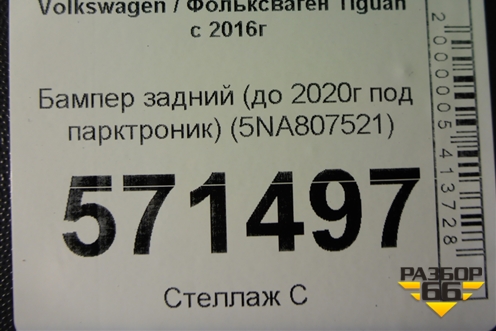 Volkswagen / Фольксваген Tiguan
с 2016г
Бампер задний (до 2020г под
парктроник) (5NA807521)
571497
Стеллаж С
2000005413728
РАЗБОР
66